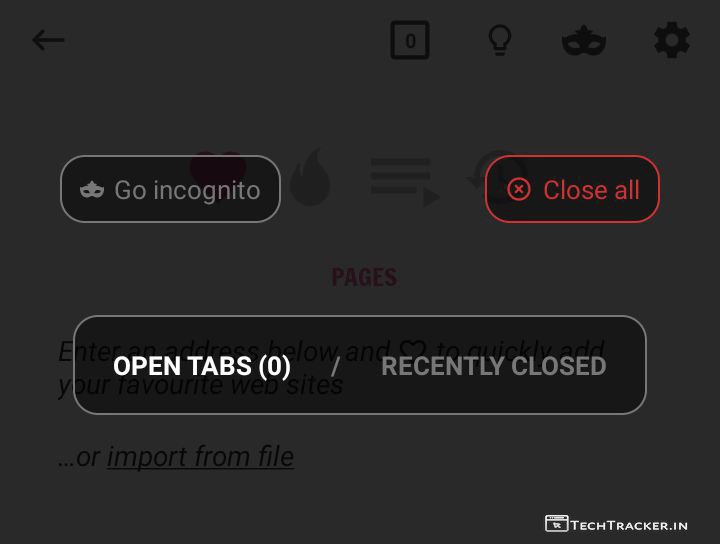 0
Go incognito
Close all
PAGES
Enter an address below and to quickly add
OPEN TABS (0) / RECENTLY CLOSED
your favourite web sites
...or import from file
TECHTRACKER.IN